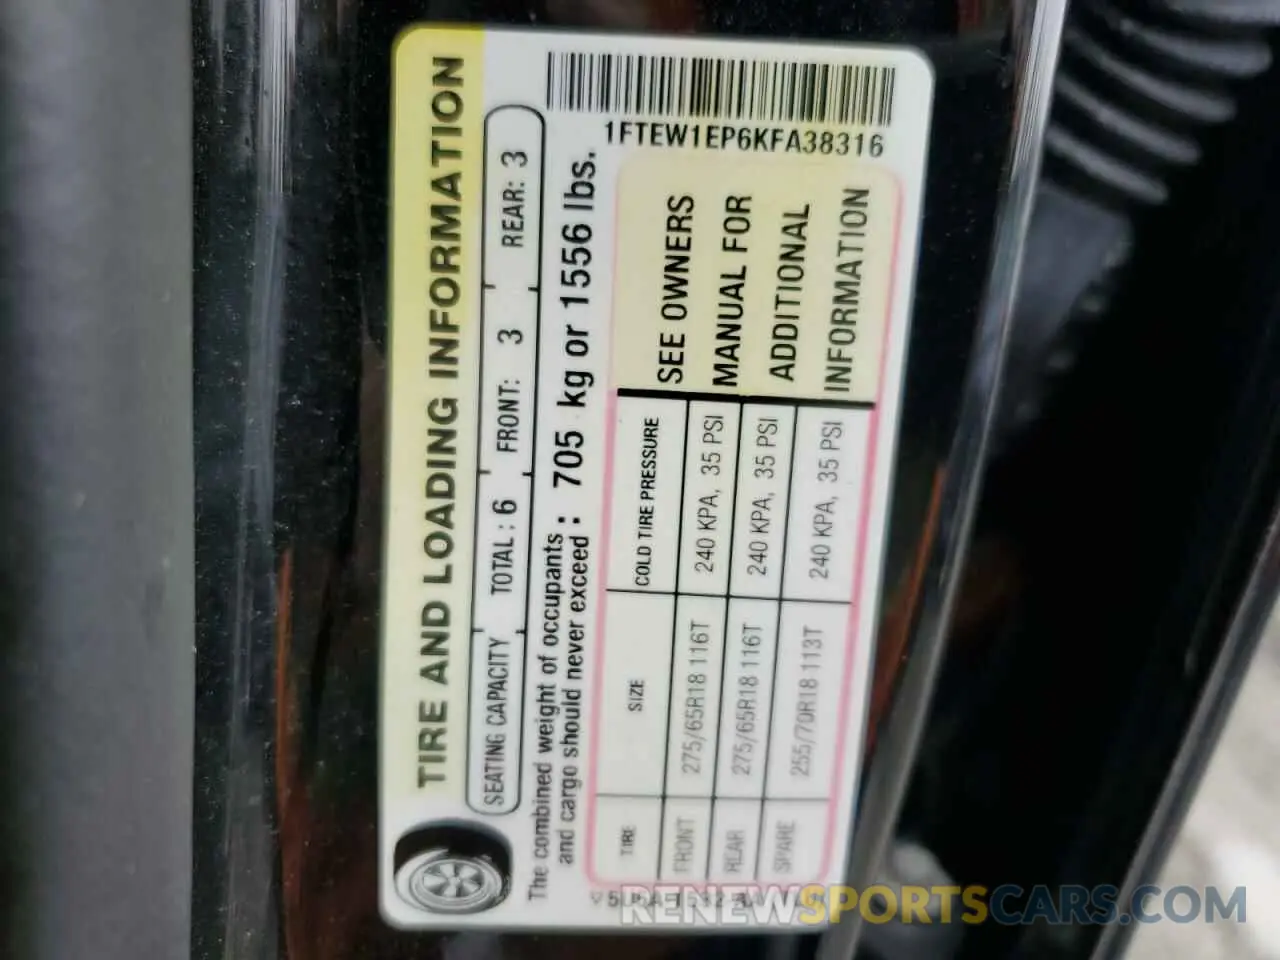 TIRE AND LOADING INFORMATION
SEATING CAPACITY TOTAL : 6 FRONT: 3 REAR: 3
The combined weight of occupants
and cargo should never exceed : 705 kg or 1556 lbs.
1FTEW1EP6KFA38316
TIRE SIZE COLD TIRE PRESSURE
FRONT 275/65R18 116T 240 KPA, 35 PSI
REAR 275/65R18 116T 240 KPA, 35 PSI
SPARE 255/70R18 113T 240 KPA, 35 PSI
SEE OWNERS
MANUAL FOR
ADDITIONAL
INFORMATION
RENEWSPORTSCARS.COM